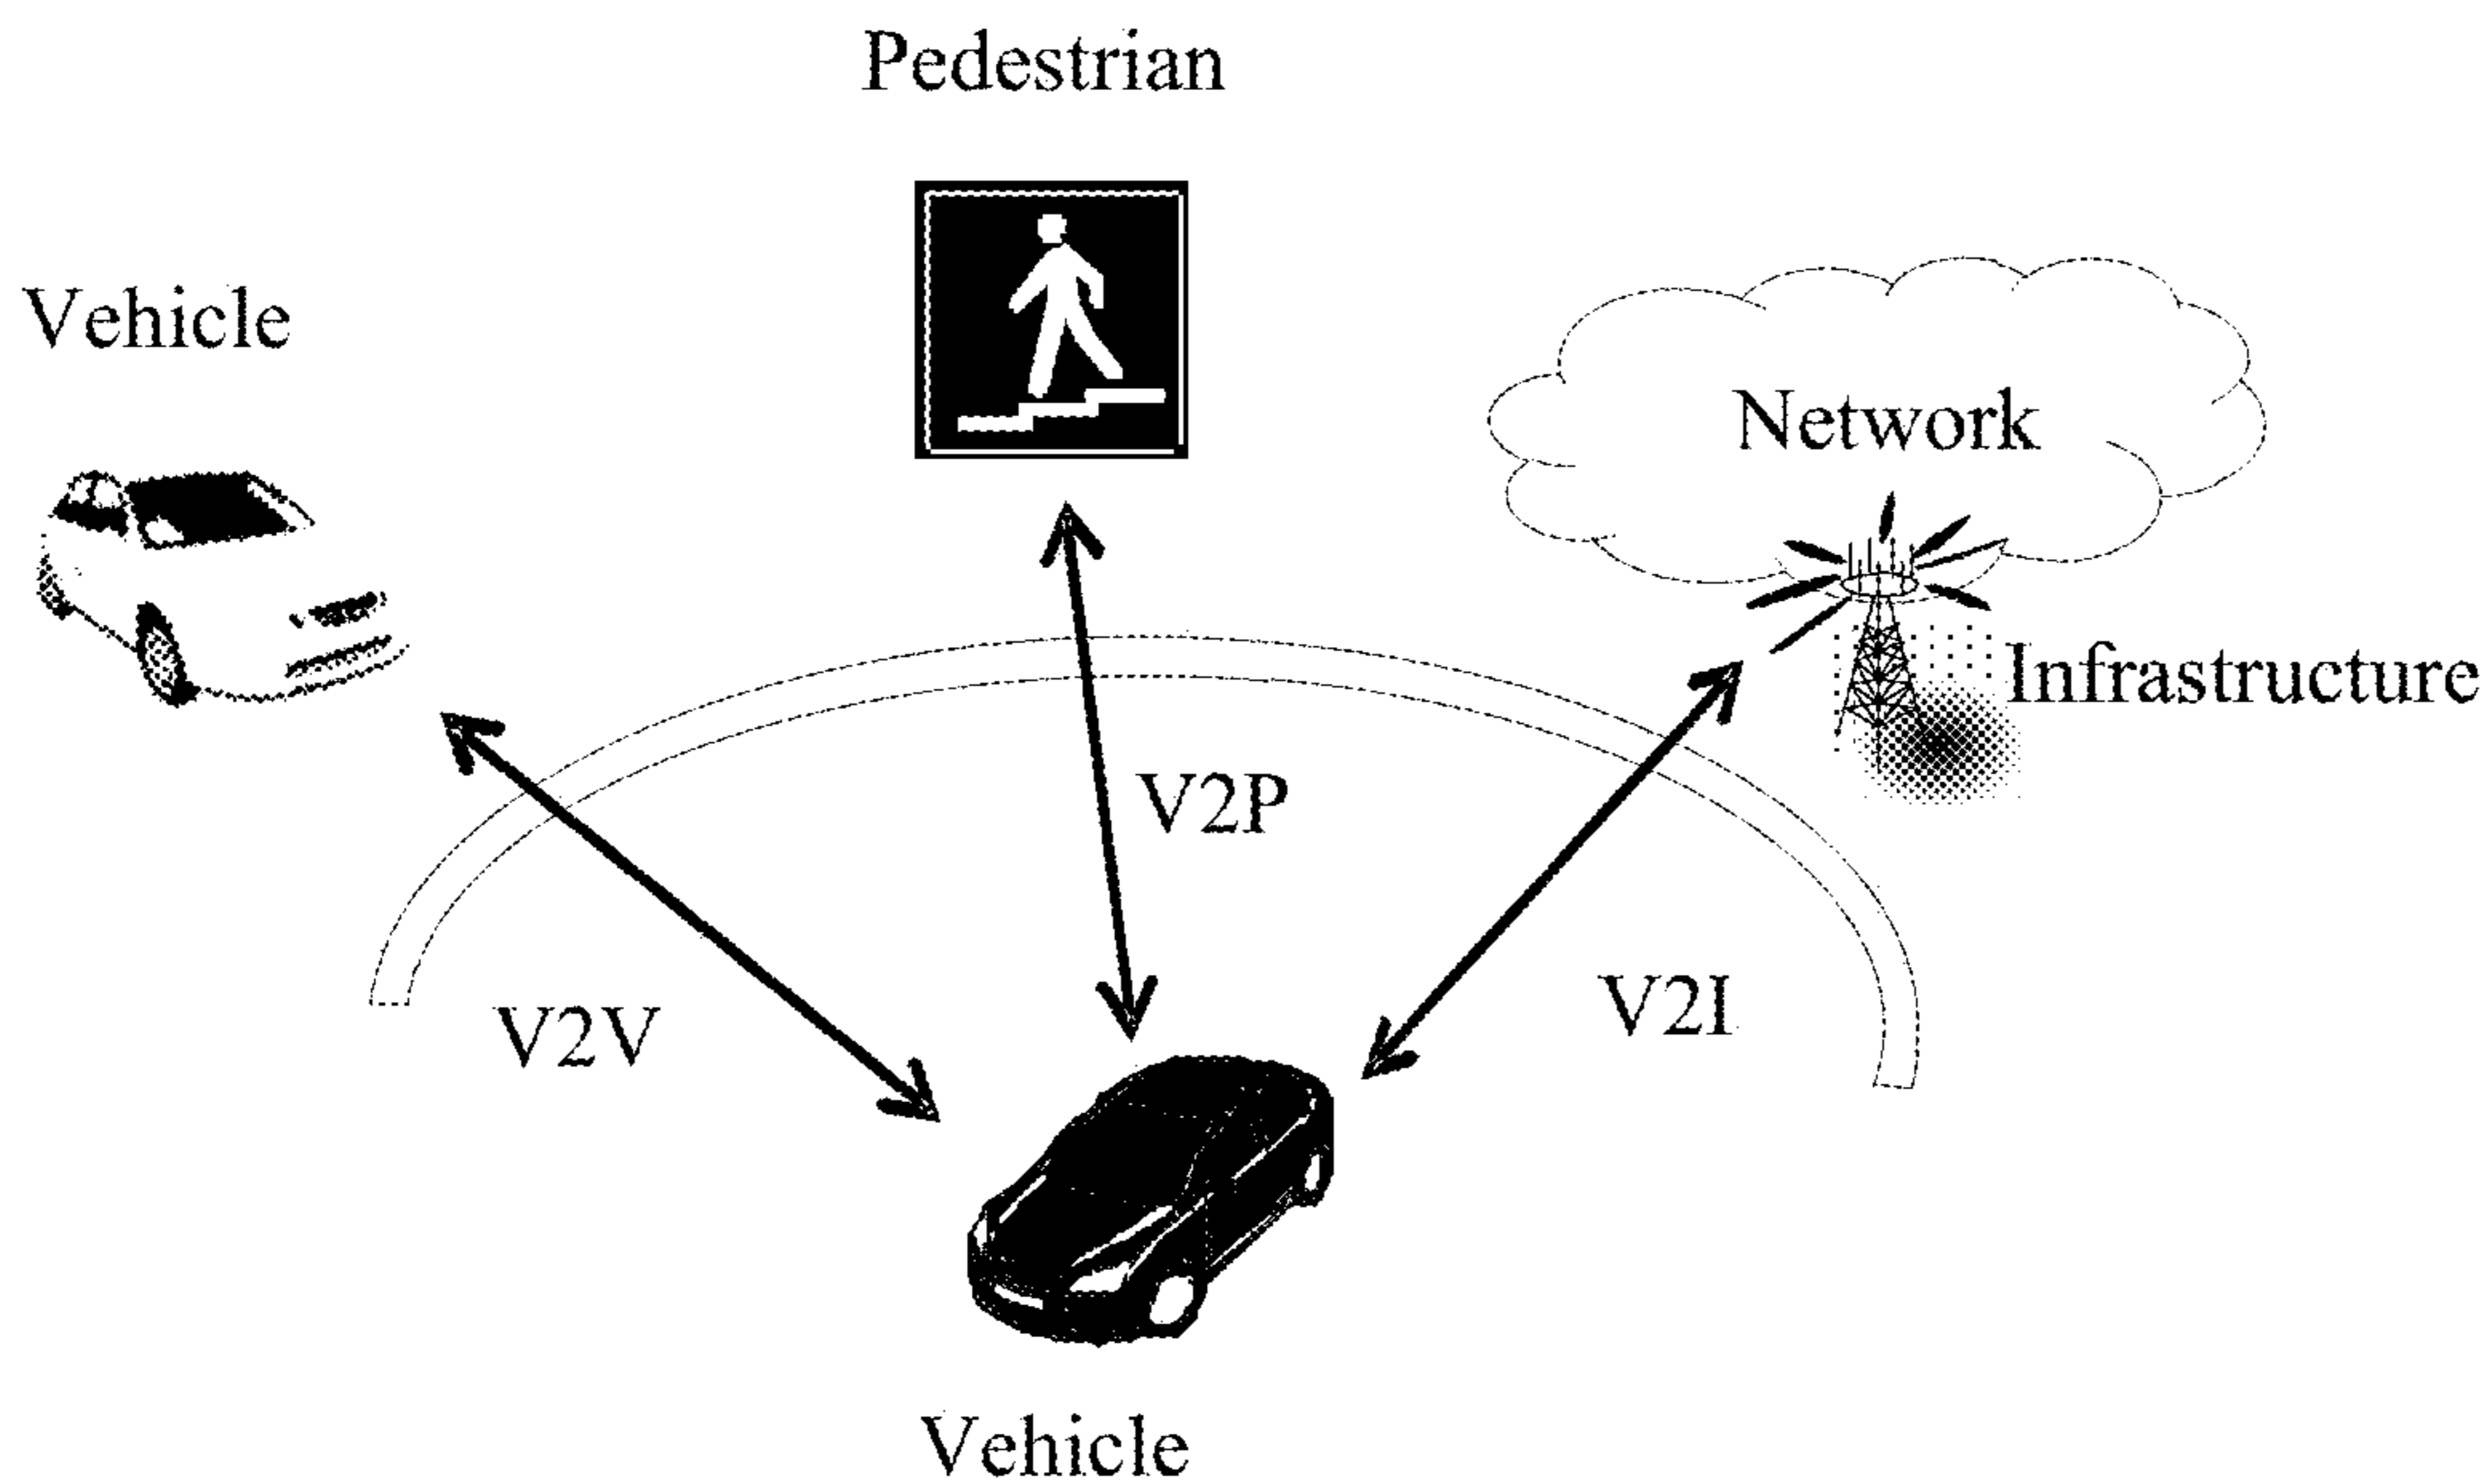 Pedestrian
Vehicle
Network
Infrastructure
V2P
V2V
V2I
Vehicle